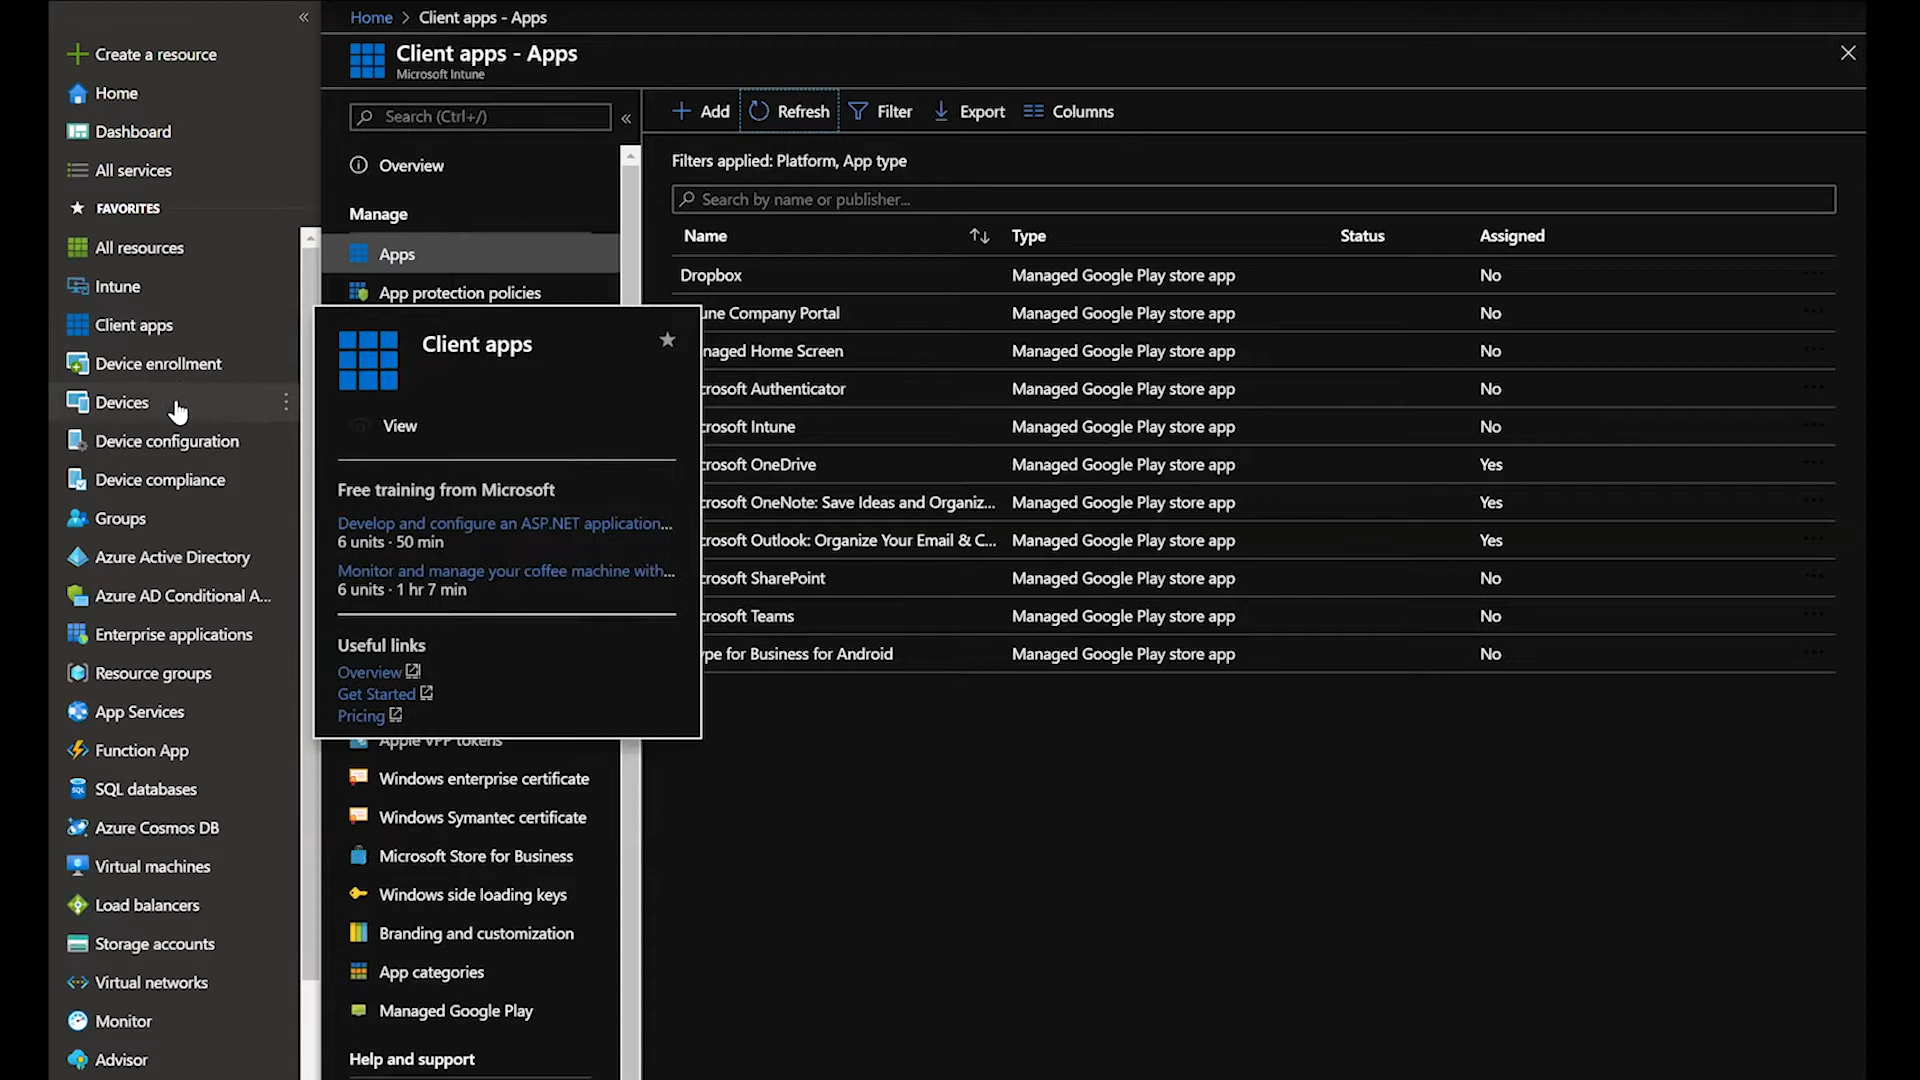 Create a resource
Home
Dashboard
All services
FAVORITES
All resources
Intune
Client apps
Device enrollment
Devices
Device configuration
Device compliance
Groups
Azure Active Directory
Azure AD Conditional A...
Enterprise applications
Resource groups
App Services
Function App
SQL databases
Azure Cosmos DB
Virtual machines
Load balancers
Storage accounts
Virtual networks
Monitor
Advisor
Home > Client apps - Apps
Client apps - Apps
Microsoft Intune
Search (Ctrl+/)
Overview
Manage
Apps
App protection policies
Client apps
View
Free training from Microsoft
Develop and configure an ASP.NET application...
6 units · 50 min
Monitor and manage your coffee machine with...
6 units · 1 hr 7 min
Useful links
Overview
Get Started
Pricing
Apple VPP tokens
Windows enterprise certificate
Windows Symantec certificate
Microsoft Store for Business
Windows side loading keys
Branding and customization
App categories
Managed Google Play
Help and support
Add Refresh Filter Export Columns
Filters applied: Platform, App type
Search by name or publisher...
Name Type Status Assigned
Dropbox Managed Google Play store app No
une Company Portal Managed Google Play store app No
naged Home Screen Managed Google Play store app No
crosoft Authenticator Managed Google Play store app No
crosoft Intune Managed Google Play store app No
crosoft OneDrive Managed Google Play store app Yes
crosoft OneNote: Save Ideas and Organiz... Managed Google Play store app Yes
crosoft Outlook: Organize Your Email & C... Managed Google Play store app Yes
crosoft SharePoint Managed Google Play store app No
crosoft Teams Managed Google Play store app No
ype for Business for Android Managed Google Play store app No